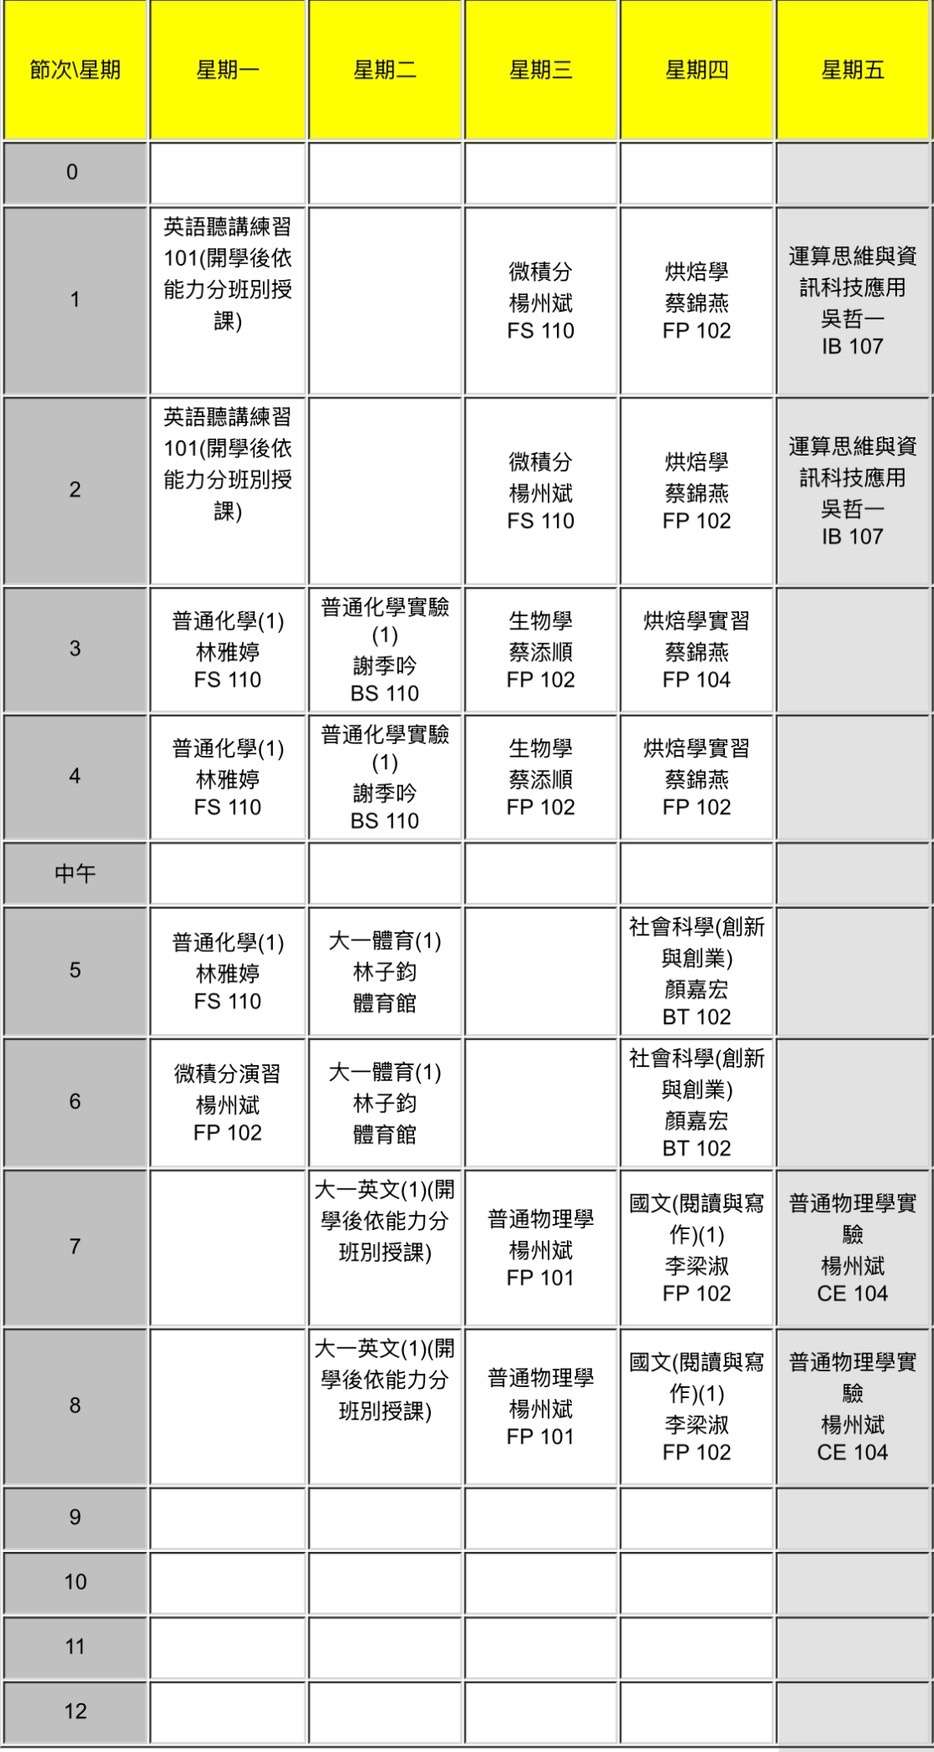 節次\星期 星期一 星期二 星期三 星期四 星期五
0
1
英語聽講練習
101(開學後依
能力分班別授
課)
微積分
楊州斌
FS 110
烘焙學
蔡錦燕
FP 102
運算思維與資
訊科技應用
吳哲一
IB 107
2
英語聽講練習
101(開學後依
能力分班別授
課)
微積分
楊州斌
FS 110
烘焙學
蔡錦燕
FP 102
運算思維與資
訊科技應用
吳哲一
IB 107
3
普通化學(1)
林雅婷
FS 110
普通化學實驗
(1)
謝季吟
BS 110
生物學
蔡添順
FP 102
烘焙學實習
蔡錦燕
FP 104
4
普通化學(1)
林雅婷
FS 110
普通化學實驗
(1)
謝季吟
BS 110
生物學
蔡添順
FP 102
烘焙學實習
蔡錦燕
FP 102
中午
5
普通化學(1)
林雅婷
FS 110
大一體育(1)
林子鈞
體育館
社會科學(創新
與創業)
顏嘉宏
BT 102
6
微積分演習
楊州斌
FP 102
大一體育(1)
林子鈞
體育館
社會科學(創新
與創業)
顏嘉宏
BT 102
7
大一英文(1)(開
學後依能力分
班別授課)
普通物理學
楊州斌
FP 101
國文(閱讀與寫
作)(1)
李梁淑
FP 102
普通物理學實
驗
楊州斌
CE 104
8
大一英文(1)(開
學後依能力分
班別授課)
普通物理學
楊州斌
FP 101
國文(閱讀與寫
作)(1)
李梁淑
FP 102
普通物理學實
驗
楊州斌
CE 104
9
10
11
12